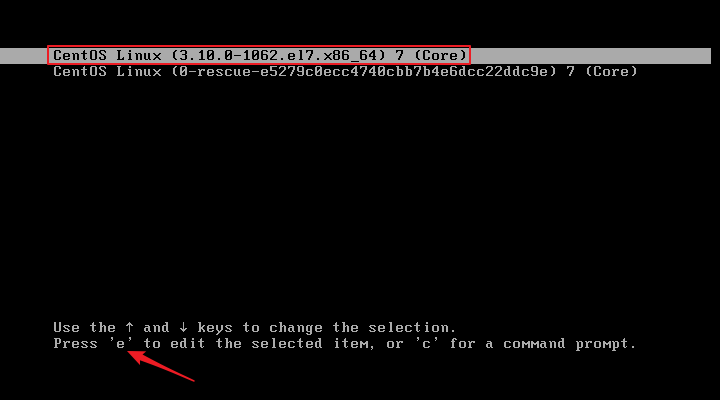 CentOS Linux (3.10.0-1062.el7.x86_64) 7 (Core)
CentOS Linux (0-rescue-e5279c0ecc4740cbb7b4e6dcc22ddc9e) 7 (Core)
Use the ↑ and ↓ keys to change the selection.
Press 'e' to edit the selected item, or 'c' for a command prompt.